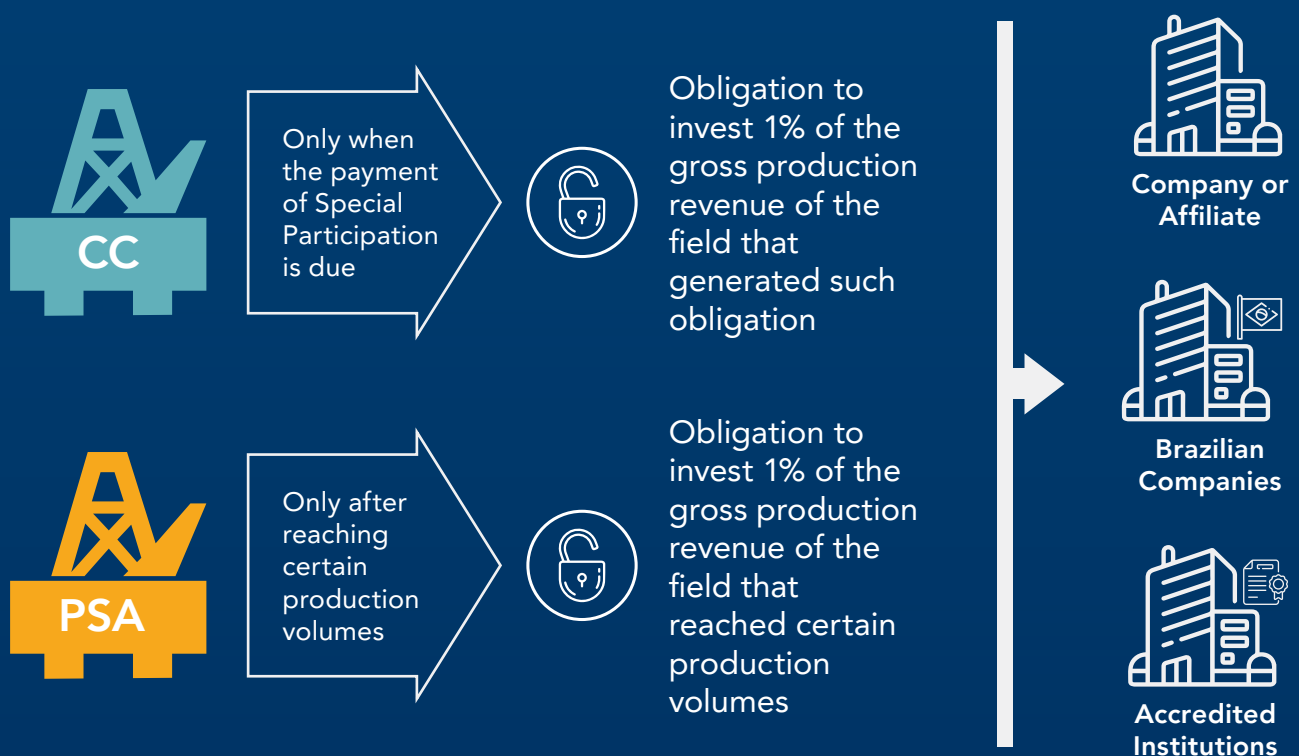 CC
Only when
the payment
of Special
Participation
is due
Obligation to
invest 1% of the
gross production
revenue of the
field that
generated such
obligation
PSA
Only after
reaching
certain
production
volumes
Obligation to
invest 1% of the
gross production
revenue of the
field that
reached certain
production
volumes
Company or
Affiliate
Brazilian
Companies
Accredited
Institutions